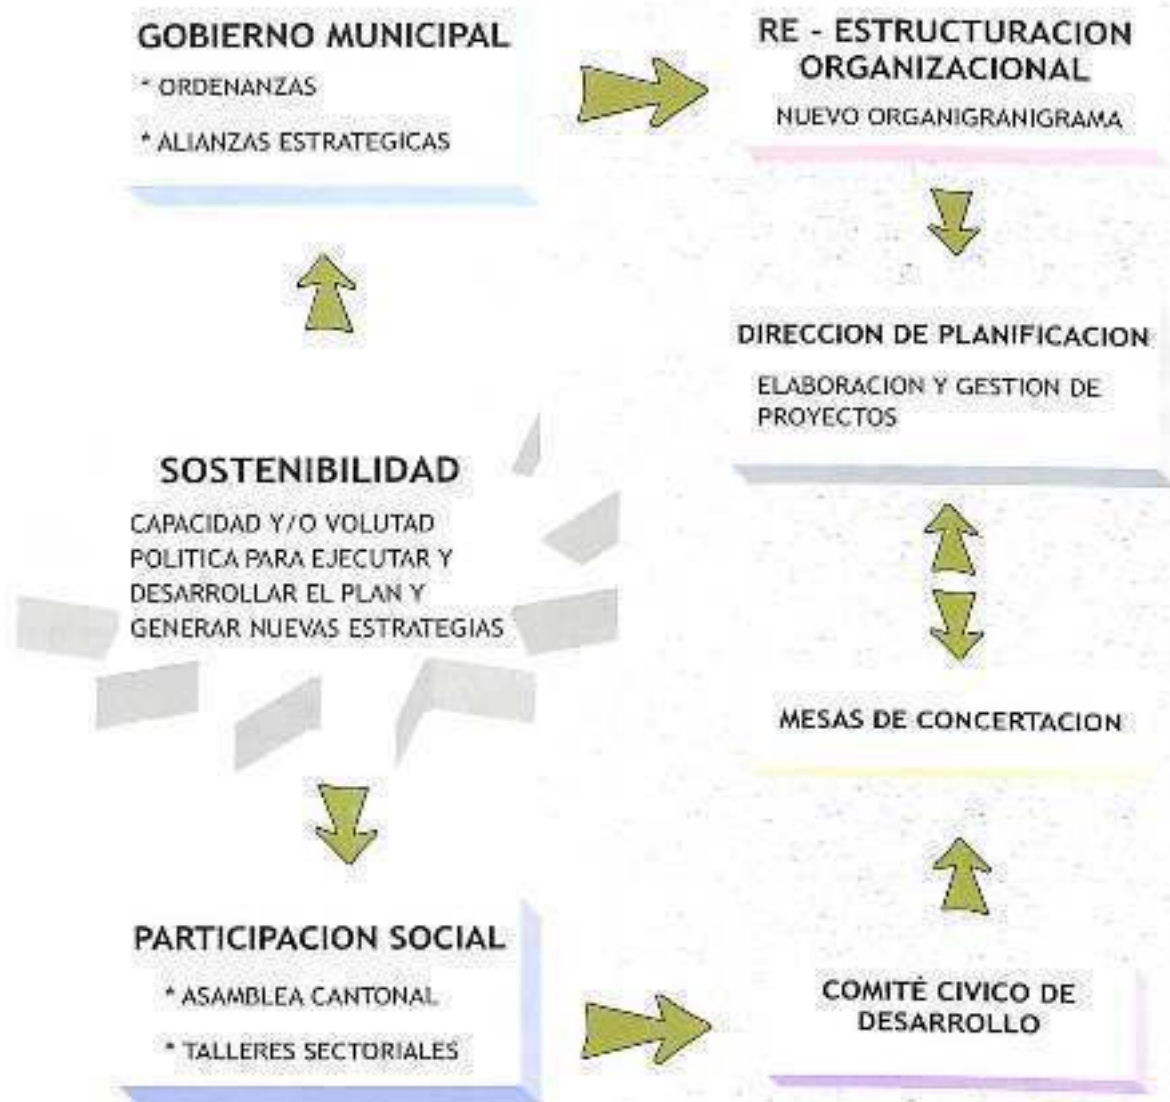 GOBIERNO MUNICIPAL
* ORDENANZAS
* ALIANZAS ESTRATEGICAS
RE - ESTRUCTURACION
ORGANIZACIONAL
NUEVO ORGANIGRANIGRAMA
DIRECCION DE PLANIFICACION
ELABORACION Y GESTION DE
PROYECTOS
SOSTENIBILIDAD
CAPACIDAD Y/O VOLUTAD
POLITICA PARA EJECUTAR Y
DESARROLLAR EL PLAN Y
GENERAR NUEVAS ESTRATEGIAS
MESAS DE CONCERTACION
PARTICIPACION SOCIAL
* ASAMBLEA CANTONAL
* TALLERES SECTORIALES
COMITÉ CIVICO DE
DESARROLLO